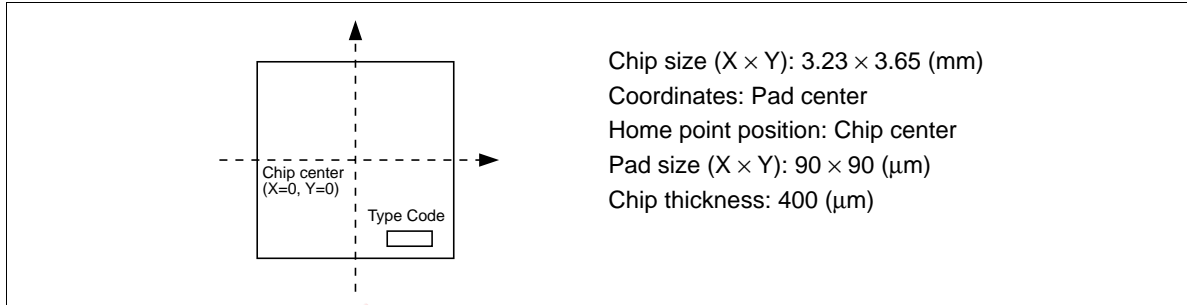 Chip size (X × Y): 3.23 × 3.65 (mm)
Coordinates: Pad center
Home point position: Chip center
Pad size (X × Y): 90 × 90 (μm)
Chip thickness: 400 (μm)
Chip center
(X=0, Y=0)
Type Code